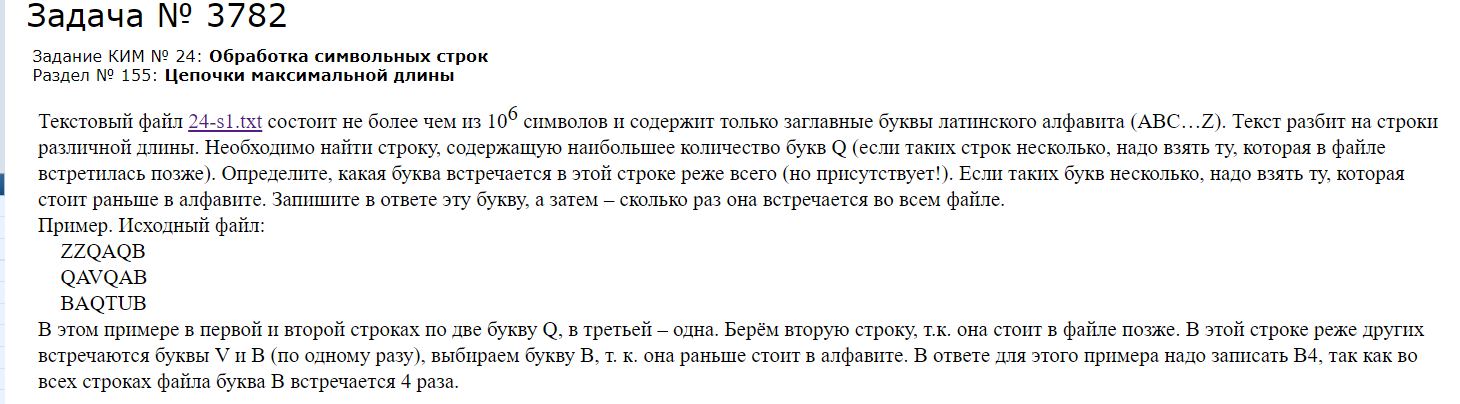 Задача № 3782
Задание КИМ № 24: Обработка символьных строк
Раздел № 155: Цепочки максимальной длины
Текстовый файл 24-s1.txt состоит не более чем из 10^6 символов и содержит только заглавные буквы латинского алфавита (ABC…Z). Текст разбит на строки
различной длины. Необходимо найти строку, содержащую наибольшее количество букв Q (если таких строк несколько, надо взять ту, которая в файле
встретилась позже). Определите, какая буква встречается в этой строке реже всего (но присутствует!). Если таких букв несколько, надо взять ту, которая
стоит раньше в алфавите. Запишите в ответе эту букву, а затем – сколько раз она встречается во всем файле.
Пример. Исходный файл:
ZZQAQB
QAVQAB
BAQTUB
В этом примере в первой и второй строках по две букву Q, в третьей – одна. Берём вторую строку, т.к. она стоит в файле позже. В этой строке реже других
встречаются буквы V и B (по одному разу), выбираем букву B, т. к. она раньше стоит в алфавите. В ответе для этого примера надо записать B4, так как во
всех строках файла буква B встречается 4 раза.